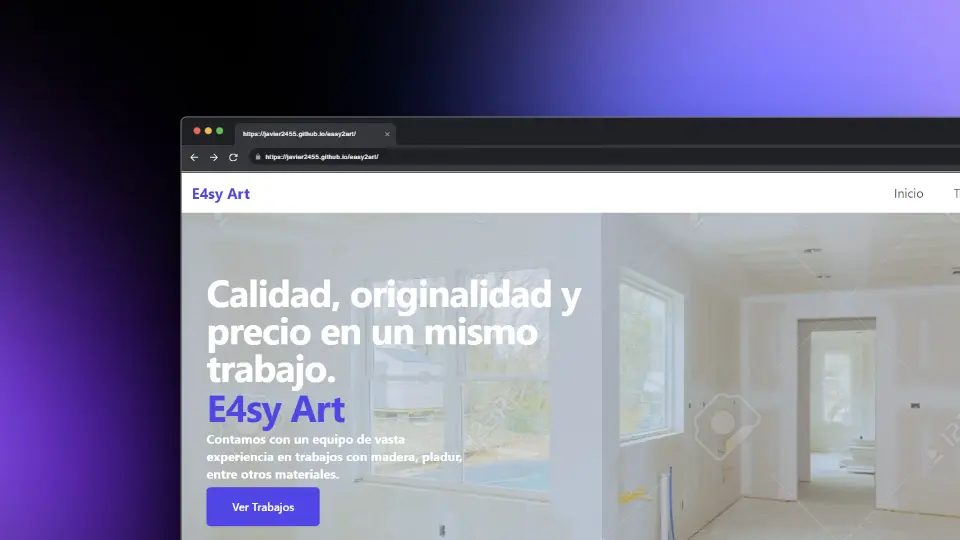 https://javier2455.github.io/easy2art/
https://javier2455.github.io/easy2art/
E4sy Art
Inicio
Calidad, originalidad y
precio en un mismo
trabajo.
E4sy Art
Contamos con un equipo de vasta
experiencia en trabajos con madera, pladur,
entre otros materiales.
Ver Trabajos